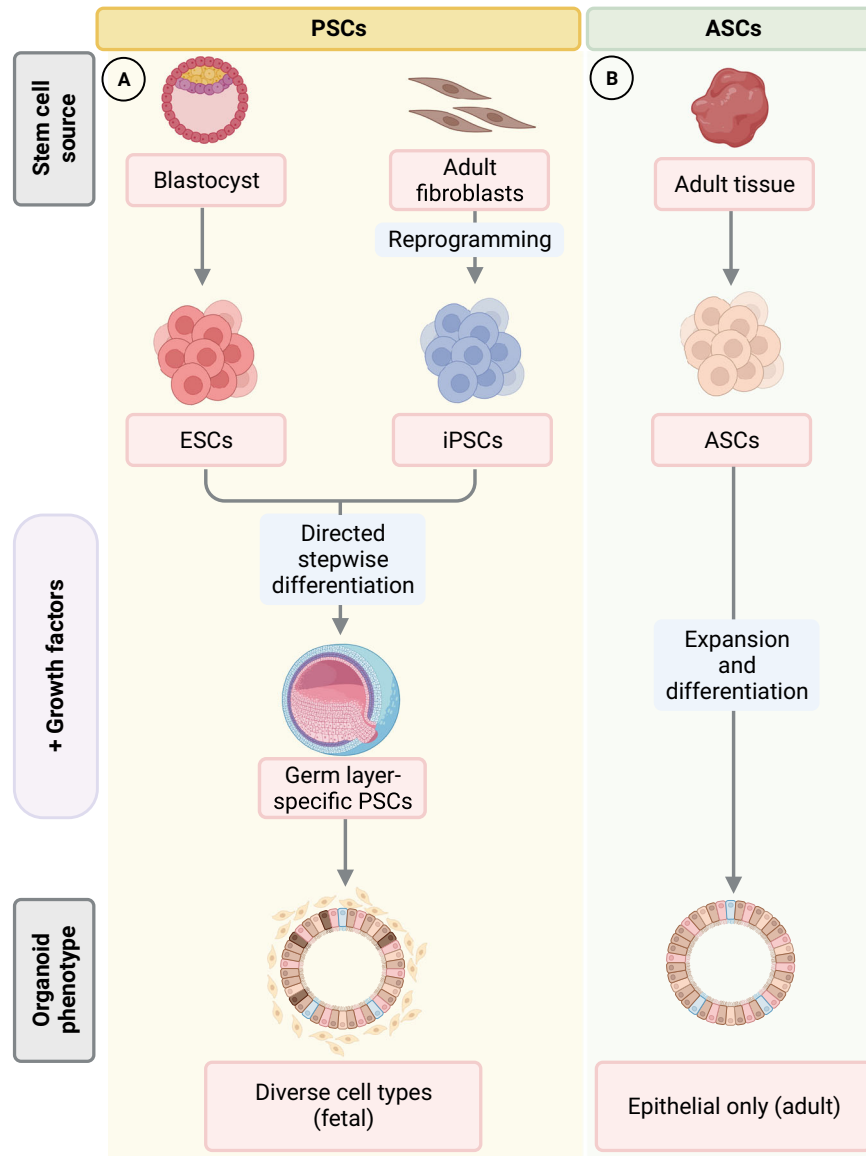 PSCs
ASCs
Stem cell
source
A
B
Blastocyst
Adult
fibroblasts
Adult tissue
Reprogramming
ESCs
iPSCs
ASCs
+ Growth factors
Directed
stepwise
differentiation
Expansion
and
differentiation
Germ layer-
specific PSCs
Organoid
phenotype
Diverse cell types
(fetal)
Epithelial only (adult)